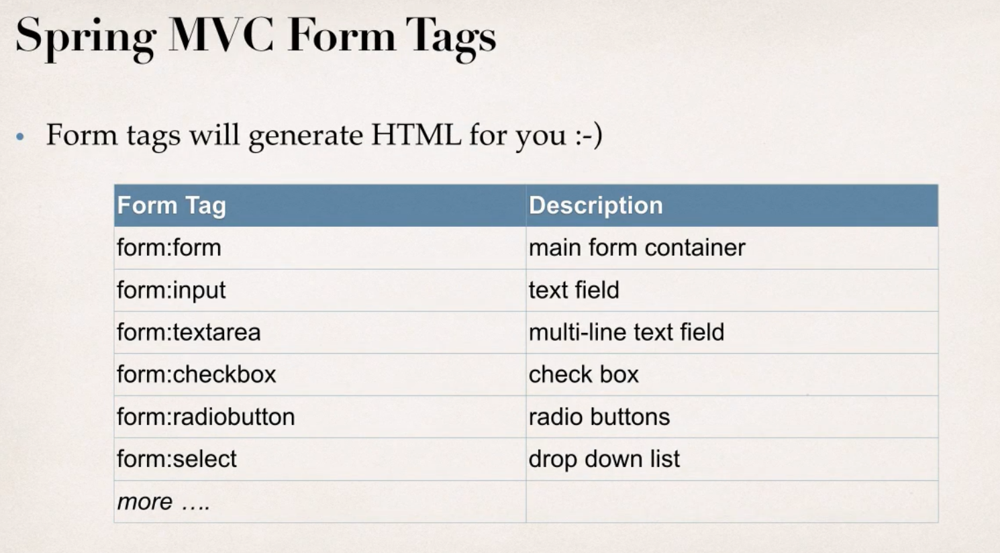 Spring MVC Form Tags
• Form tags will generate HTML for you :-)
Form Tag Description
form:form main form container
form:input text field
form:textarea multi-line text field
form:checkbox check box
form:radiobutton radio buttons
form:select drop down list
more ….